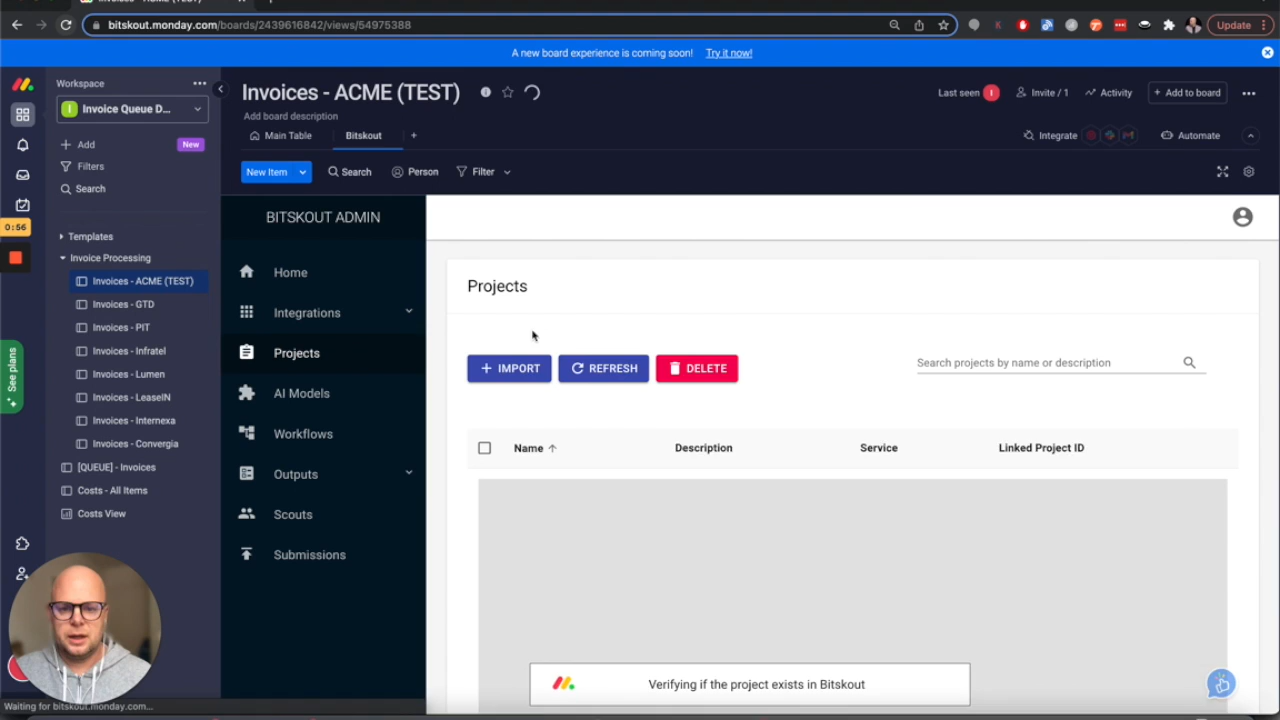 Invoices - ACME (TEST)
bitskout.monday.com/boards/2439616842/views/54975388
Update
A new board experience is coming soon! Try it now!
Workspace
I
Invoice Queue D...
Add
New
Filters
Search
0:56
Templates
Invoice Processing
Invoices - ACME (TEST)
Invoices - GTD
Invoices - PIT
Invoices - Infratel
Invoices - Lumen
Invoices - LeaseIN
Invoices - Internexa
Invoices - Convergia
[QUEUE] - Invoices
Costs - All Items
Costs View
See plans
Invoices - ACME (TEST)
Last seen
Invite / 1
Activity
+ Add to board
Add board description
Main Table
Bitskout
+
Integrate
Automate
New Item
Search
Person
Filter
BITSKOUT ADMIN
Home
Integrations
Projects
AI Models
Workflows
Outputs
Scouts
Submissions
Projects
+ IMPORT
REFRESH
DELETE
Search projects by name or description
Name
Description
Service
Linked Project ID
Verifying if the project exists in Bitskout
Waiting for bitskout.monday.com...